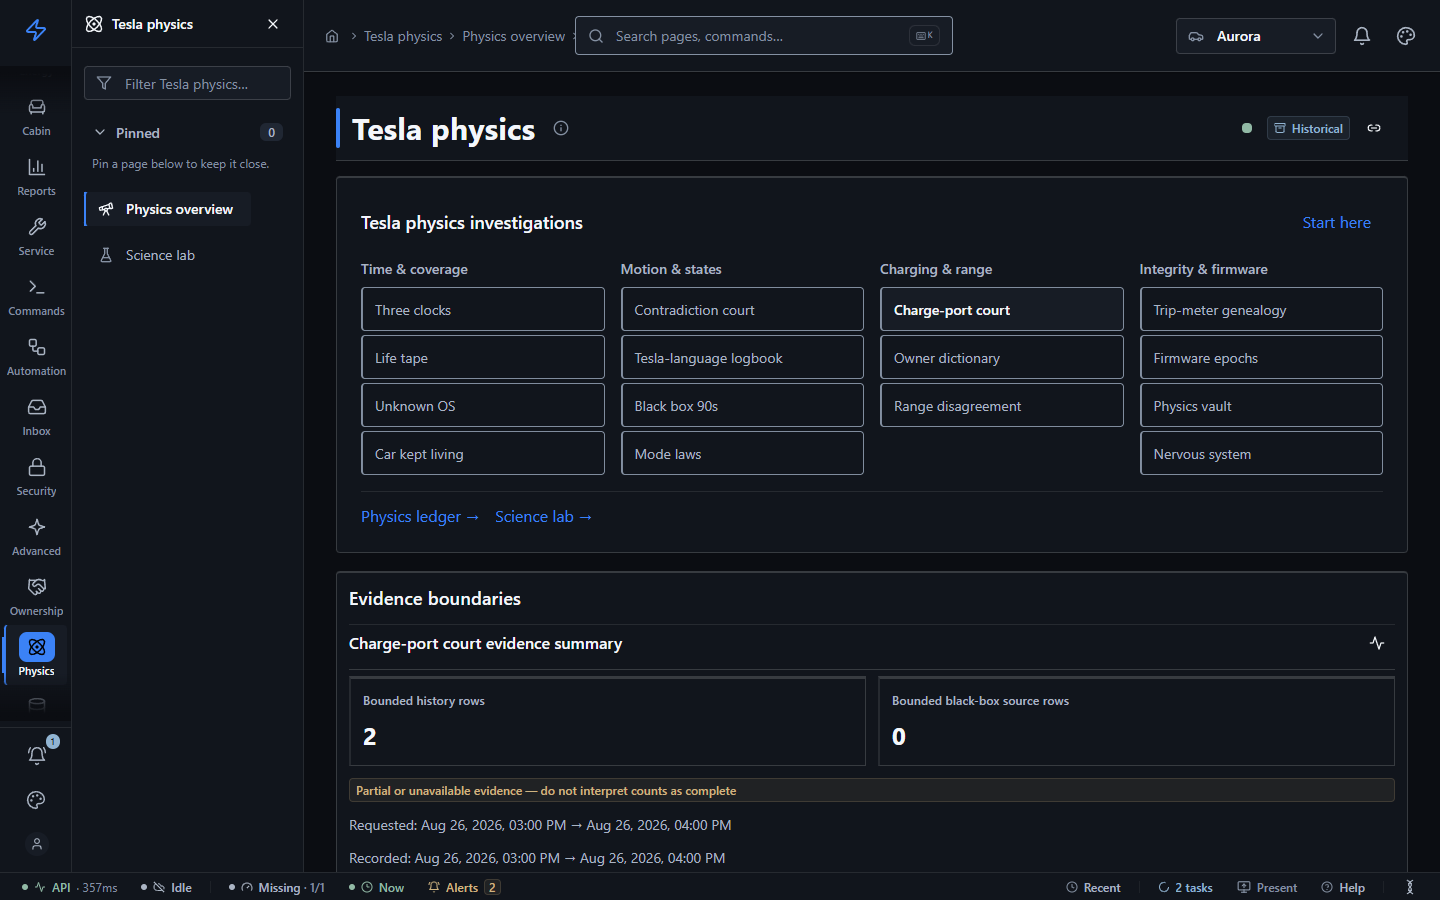 Tesla physics
Tesla physics
Physics overview
Search pages, commands...
K
Aurora
Cabin
Reports
Service
Commands
Automation
Inbox
Security
Advanced
Ownership
Physics
1
Filter Tesla physics...
Pinned
0
Pin a page below to keep it close.
Physics overview
Science lab
Tesla physics
Historical
Tesla physics investigations
Start here
Time & coverage
Three clocks
Life tape
Unknown OS
Car kept living
Motion & states
Contradiction court
Tesla-language logbook
Black box 90s
Mode laws
Charging & range
Charge-port court
Owner dictionary
Range disagreement
Integrity & firmware
Trip-meter genealogy
Firmware epochs
Physics vault
Nervous system
Physics ledger →
Science lab →
Evidence boundaries
Charge-port court evidence summary
Bounded history rows
2
Bounded black-box source rows
0
Partial or unavailable evidence — do not interpret counts as complete
Requested: Aug 26, 2026, 03:00 PM → Aug 26, 2026, 04:00 PM
Recorded: Aug 26, 2026, 03:00 PM → Aug 26, 2026, 04:00 PM
API · 357ms
Idle
Missing · 1/1
Now
Alerts 2
Recent
2 tasks
Present
Help